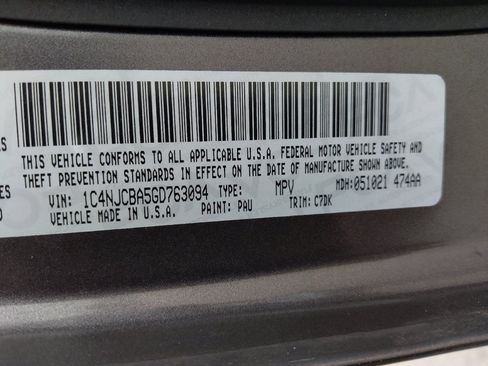 THIS VEHICLE CONFORMS TO ALL APPLICABLE U.S.A. FEDERAL MOTOR VEHICLE SAFETY AND
THEFT PREVENTION STANDARDS IN EFFECT ON THE DATE OF MANUFACTURE SHOWN ABOVE.
VIN: 1C4NJCBA5GD763094 TYPE: MPV MDH:051021 474AA
VEHICLE MADE IN U.S.A. PAINT: PAU TRIM: C7DK